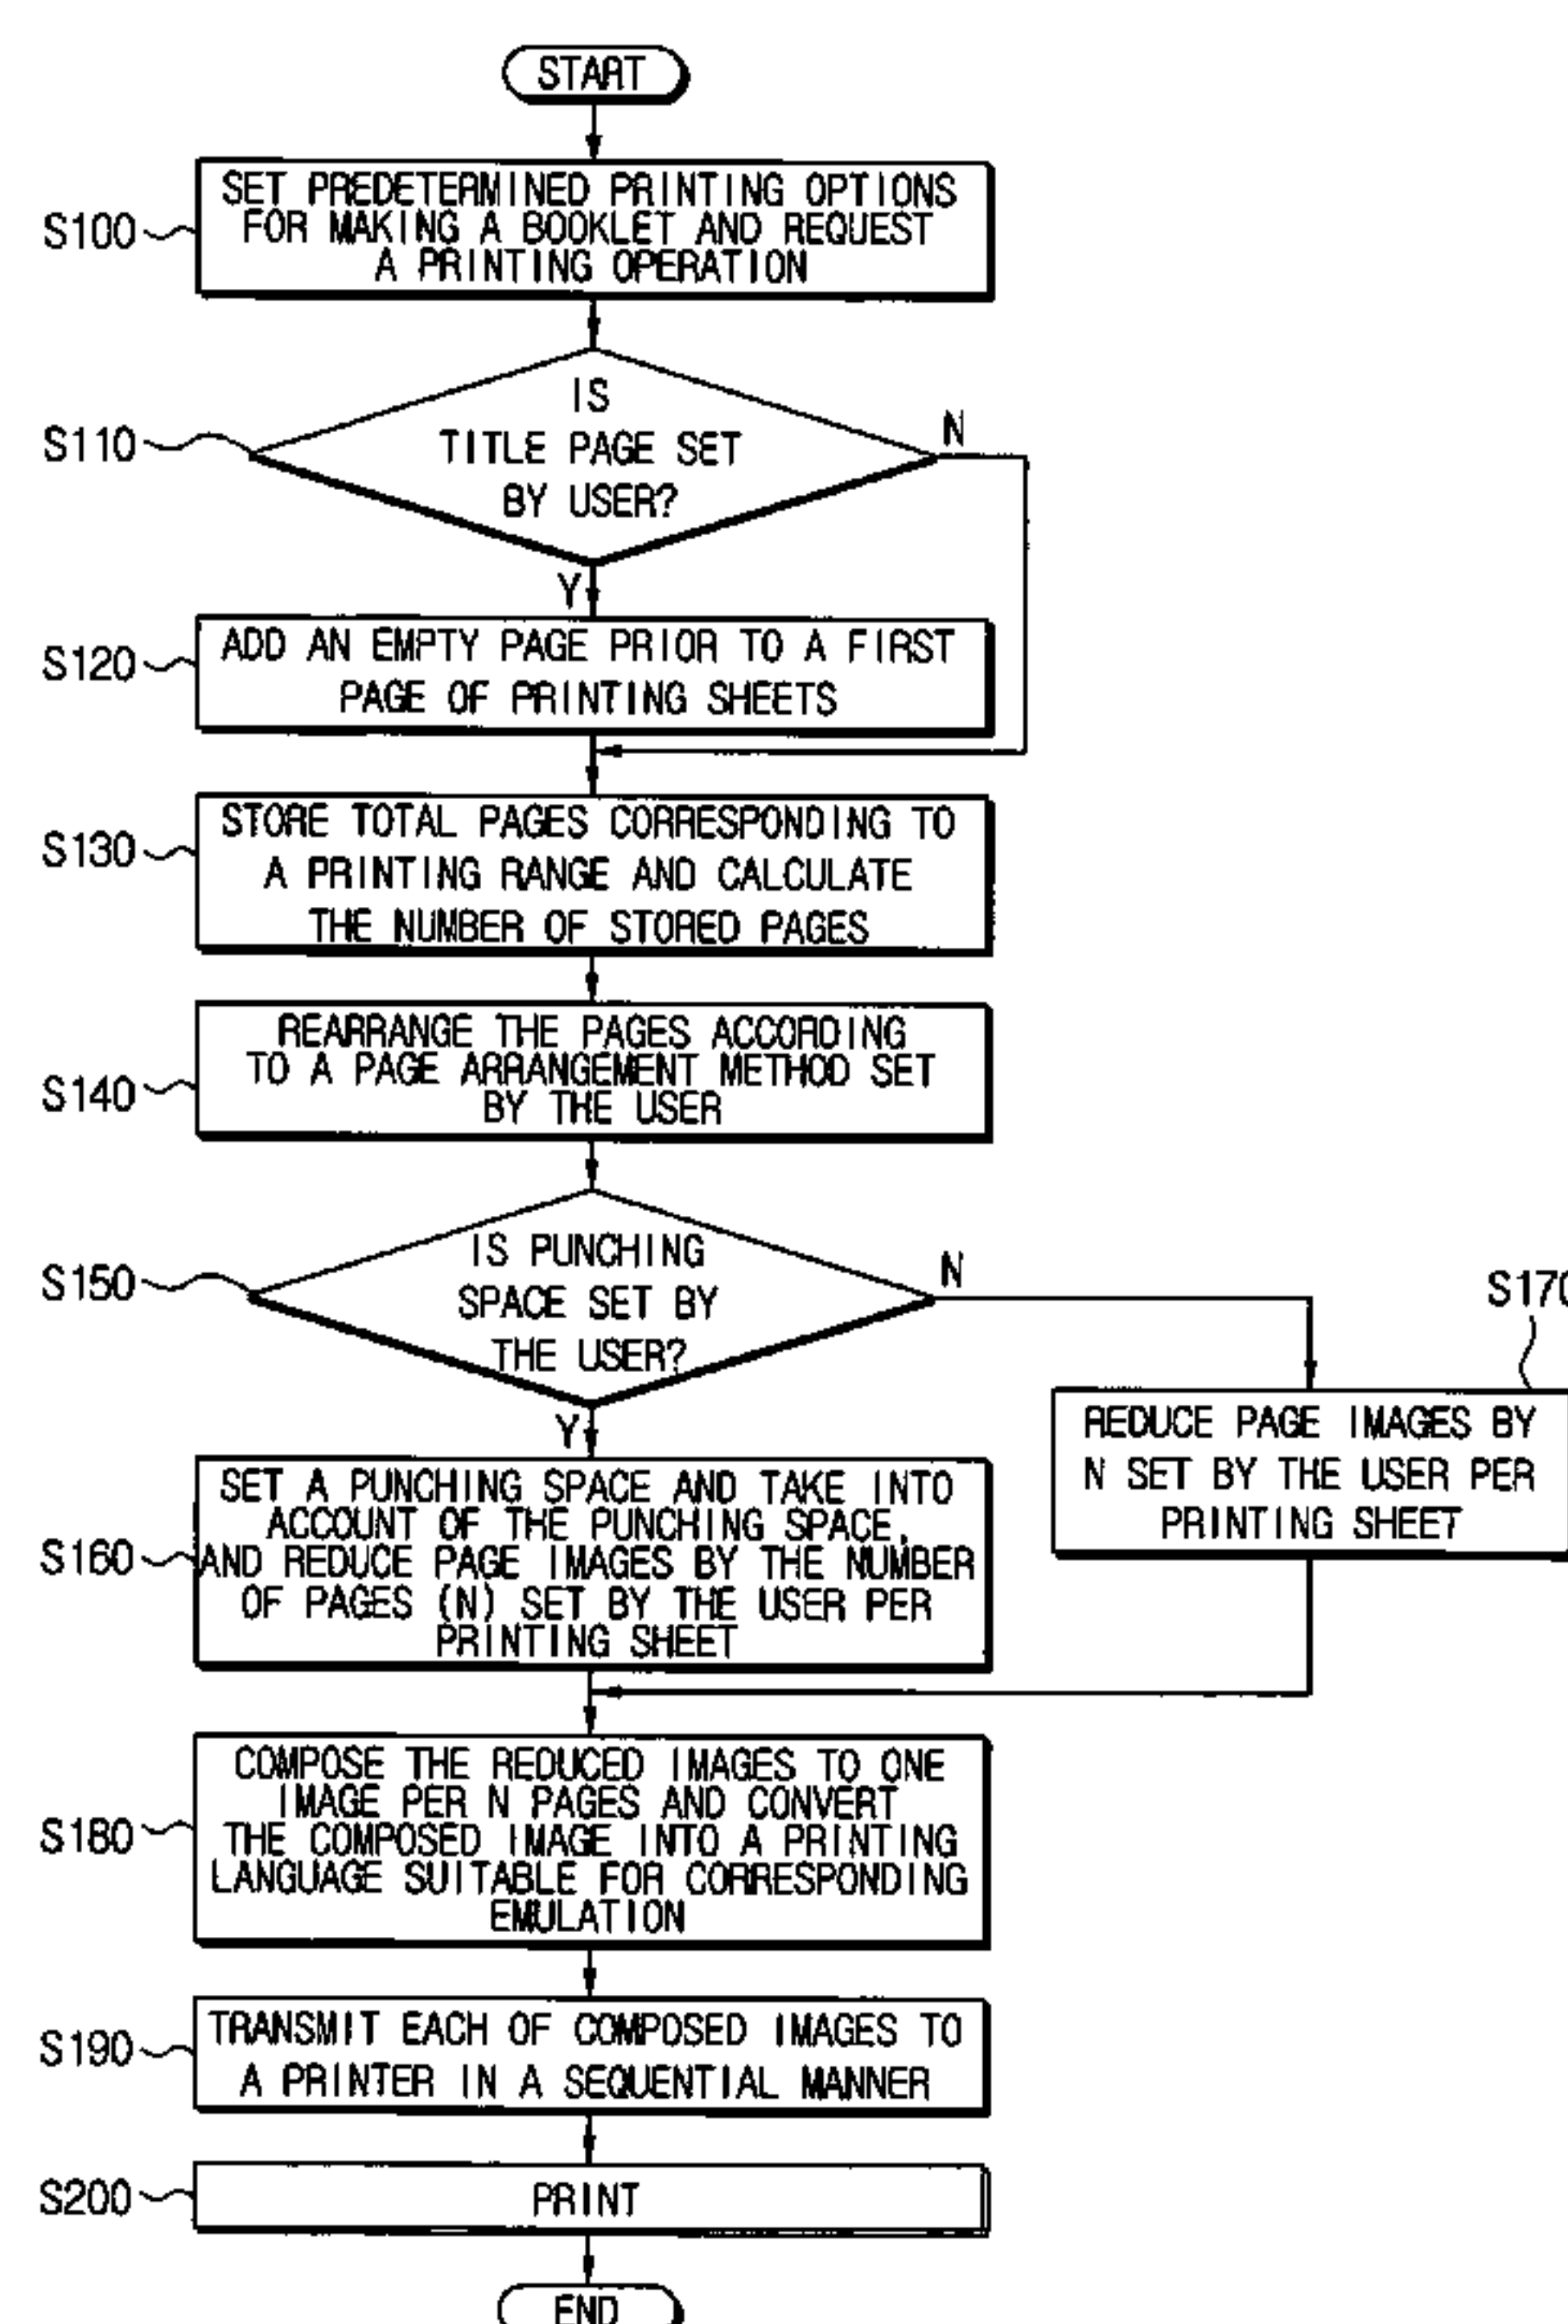 START
S100
SET PREDETERMINED PRINTING OPTIONS
FOR MAKING A BOOKLET AND REQUEST
A PRINTING OPERATION
S110
IS
TITLE PAGE SET
BY USER?
N
Y
S120
ADD AN EMPTY PAGE PRIOR TO A FIRST
PAGE OF PRINTING SHEETS
S130
STORE TOTAL PAGES CORRESPONDING TO
A PRINTING RANGE AND CALCULATE
THE NUMBER OF STORED PAGES
S140
REARRANGE THE PAGES ACCORDING
TO A PAGE ARRANGEMENT METHOD SET
BY THE USER
S150
IS PUNCHING
SPACE SET BY
THE USER?
N
Y
S170
REDUCE PAGE IMAGES BY
N SET BY THE USER PER
PRINTING SHEET
S160
SET A PUNCHING SPACE AND TAKE INTO
ACCOUNT OF THE PUNCHING SPACE,
AND REDUCE PAGE IMAGES BY THE NUMBER
OF PAGES (N) SET BY THE USER PER
PRINTING SHEET
S180
COMPOSE THE REDUCED IMAGES TO ONE
IMAGE PER N PAGES AND CONVERT
THE COMPOSED IMAGE INTO A PRINTING
LANGUAGE SUITABLE FOR CORRESPONDING
EMULATION
S190
TRANSMIT EACH OF COMPOSED IMAGES TO
A PRINTER IN A SEQUENTIAL MANNER
S200
PRINT
END